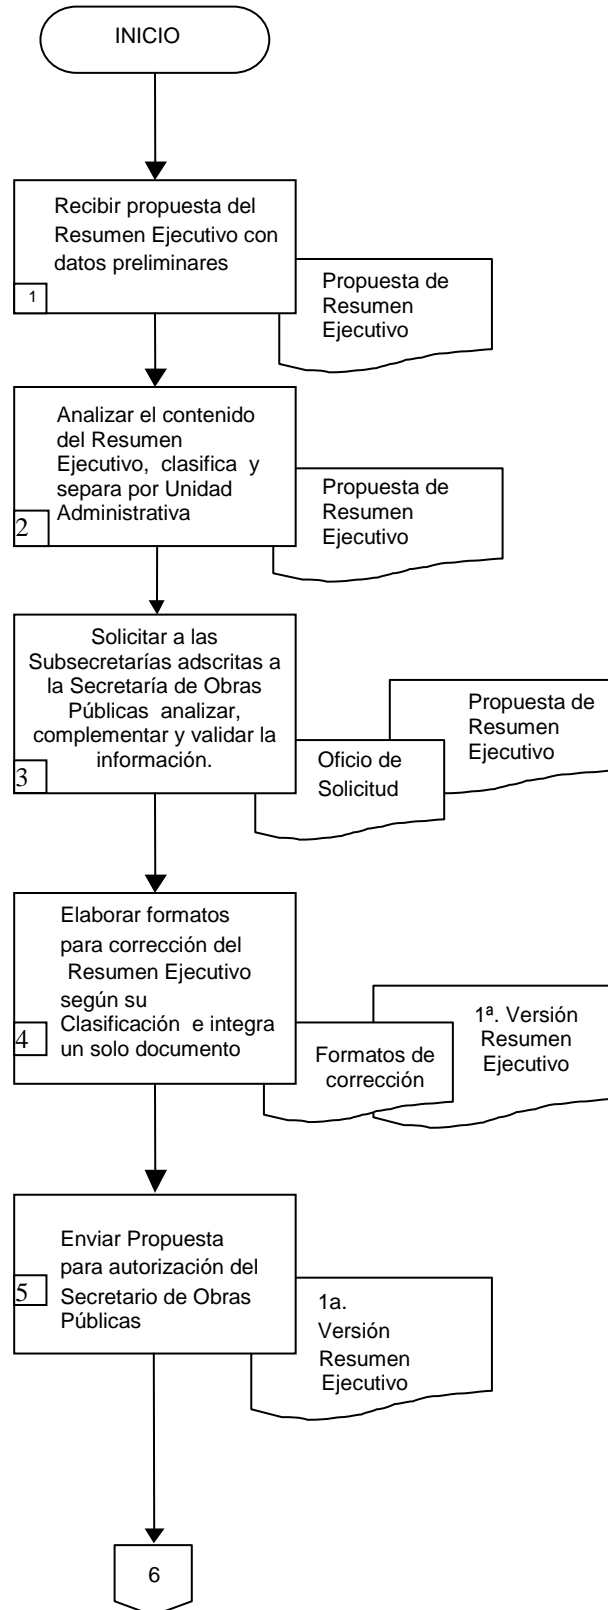 INICIO
Recibir propuesta del
Resumen Ejecutivo con
datos preliminares
1
Propuesta de
Resumen
Ejecutivo
Analizar el contenido
del Resumen
Ejecutivo, clasifica y
separa por Unidad
Administrativa
2
Propuesta de
Resumen
Ejecutivo
Solicitar a las
Subsecretarías adscritas a
la Secretaría de Obras
Públicas analizar,
complementar y validar la
información.
3
Oficio de
Solicitud
Propuesta de
Resumen
Ejecutivo
Elaborar formatos
para corrección del
Resumen Ejecutivo
según su
Clasificación e integra
un solo documento
4
Formatos de
corrección
1ª. Versión
Resumen
Ejecutivo
Enviar Propuesta
para autorización del
Secretario de Obras
Públicas
5
1a.
Versión
Resumen
Ejecutivo
6